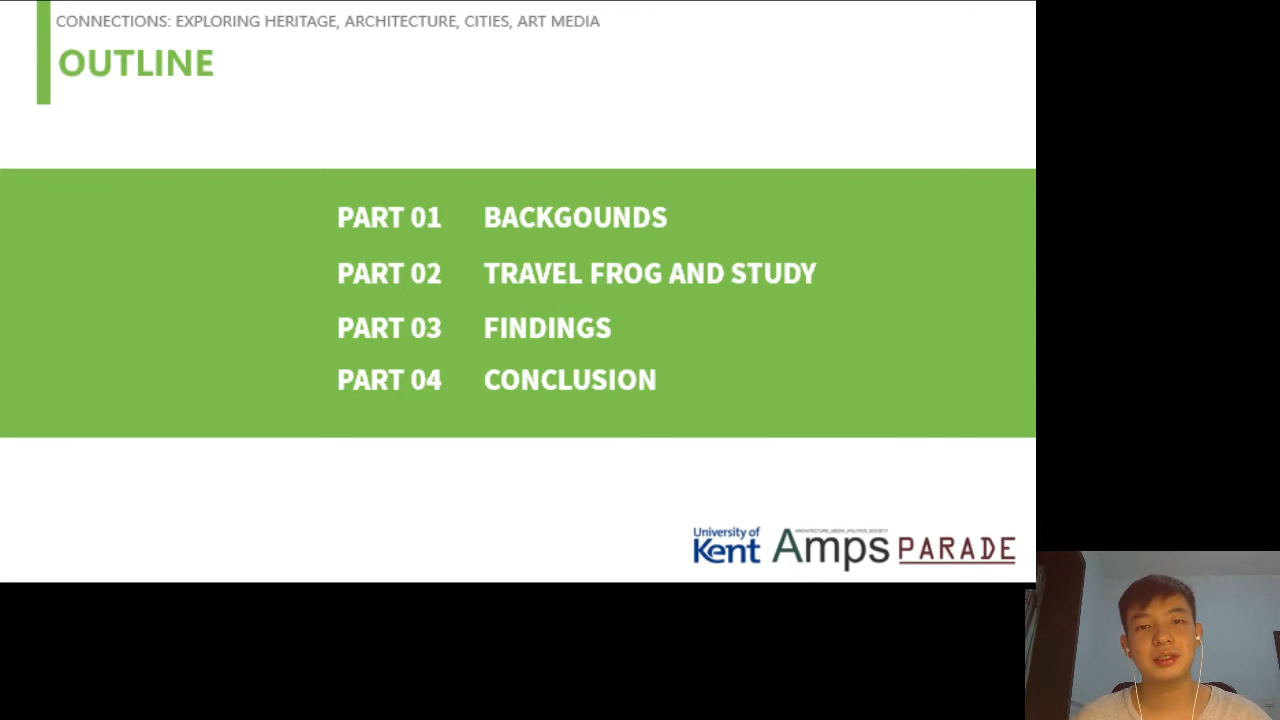 CONNECTIONS: EXPLORING HERITAGE, ARCHITECTURE, CITIES, ART MEDIA
OUTLINE
PART 01 BACKGOUNDS
PART 02 TRAVEL FROG AND STUDY
PART 03 FINDINGS
PART 04 CONCLUSION
University of
Kent
ARCHITECTURE_MEDIA_POLITICS_SOCIETY
Amps
PARADE